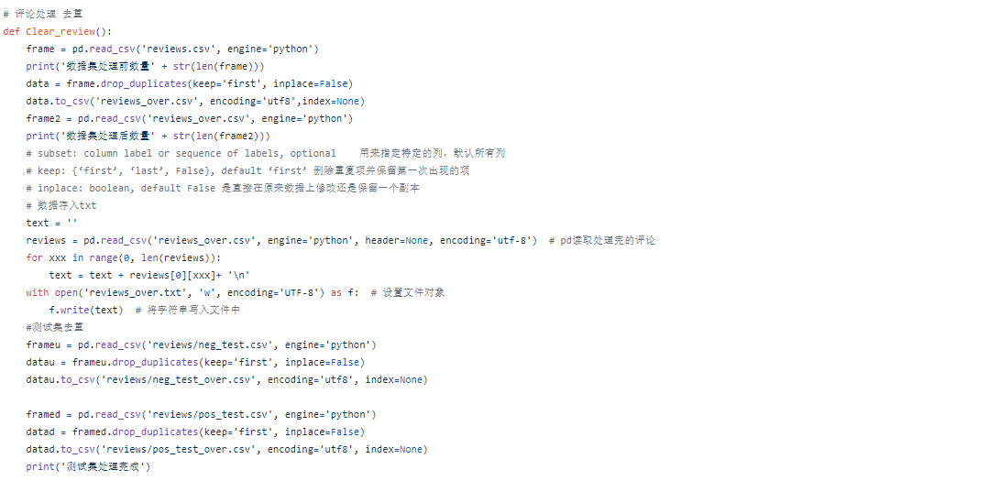 # 评论处理 去重
def Clear_review():
    frame = pd.read_csv('reviews.csv', engine='python')
    print('数据集处理前数量' + str(len(frame)))
    data = frame.drop_duplicates(keep='first', inplace=False)
    data.to_csv('reviews_over.csv', encoding='utf8',index=None)
    frame2 = pd.read_csv('reviews_over.csv', engine='python')
    print('数据集处理后数量' + str(len(frame2)))
    # subset: column label or sequence of labels, optional    用来指定特定的列，默认所有列
    # keep: {‘first’, ‘last’, False}, default ‘first’ 删除重复项并保留第一次出现的项
    # inplace: boolean, default False 是直接在原来数据上修改还是保留一个副本
    # 数据存入txt
    text = ''
    reviews = pd.read_csv('reviews_over.csv', engine='python', header=None, encoding='utf-8')  # pd读取处理完的评论
    for xxx in range(0, len(reviews)):
        text = text + reviews[0][xxx]+ '\n'
    with open('reviews_over.txt', 'w', encoding='UTF-8') as f:  # 设置文件对象
        f.write(text)  # 将字符串写入文件中
    #测试集去重
    frameu = pd.read_csv('reviews/neg_test.csv', engine='python')
    datau = frameu.drop_duplicates(keep='first', inplace=False)
    datau.to_csv('reviews/neg_test_over.csv', encoding='utf8', index=None)
    framed = pd.read_csv('reviews/pos_test.csv', engine='python')
    datad = framed.drop_duplicates(keep='first', inplace=False)
    datad.to_csv('reviews/pos_test_over.csv', encoding='utf8', index=None)
    print('测试集处理完成')